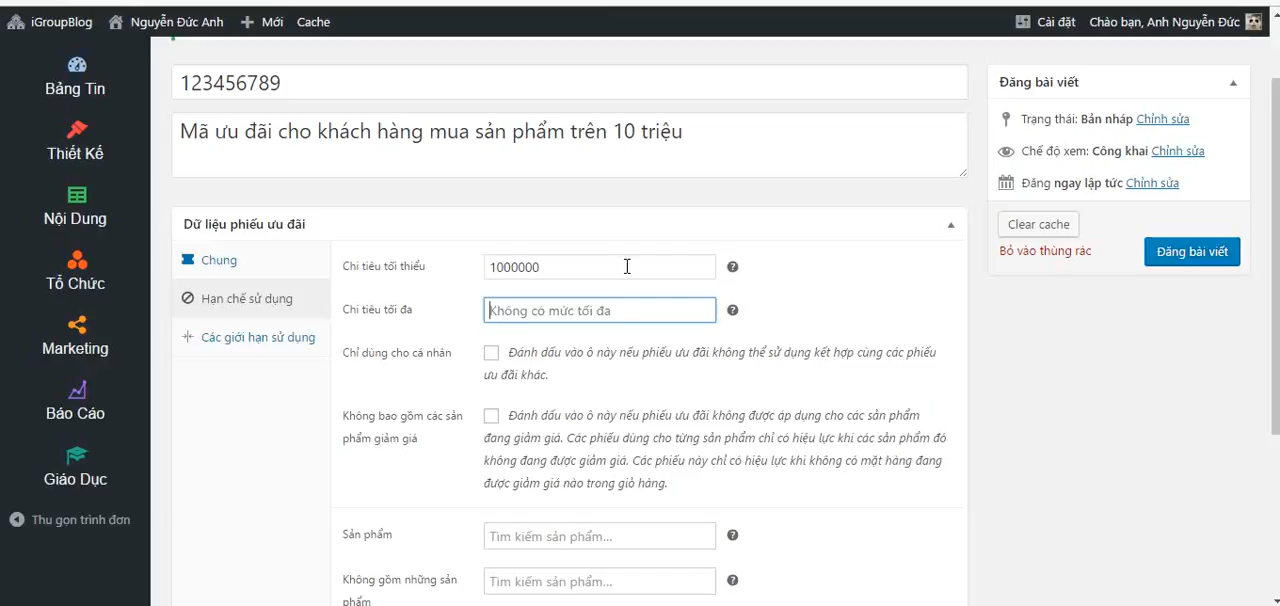 iGroupBlog Nguyễn Đức Anh Mới Cache Cài đặt Chào bạn, Anh Nguyễn Đức
Bảng Tin
Thiết Kế
Nội Dung
Tổ Chức
Marketing
Báo Cáo
Giáo Dục
Thu gọn trình đơn
123456789
Mã ưu đãi cho khách hàng mua sản phẩm trên 10 triệu
Dữ liệu phiếu ưu đãi
Chung
Hạn chế sử dụng
Các giới hạn sử dụng
Chi tiêu tối thiểu 1000000
Chi tiêu tối đa Không có mức tối đa
Chỉ dùng cho cá nhân Đánh dấu vào ô này nếu phiếu ưu đãi không thể sử dụng kết hợp cùng các phiếu
ưu đãi khác.
Không bao gồm các sản
phẩm giảm giá
Đánh dấu vào ô này nếu phiếu ưu đãi không được áp dụng cho các sản phẩm
đang giảm giá. Các phiếu dùng cho từng sản phẩm chỉ có hiệu lực khi các sản phẩm đó
không đang được giảm giá. Các phiếu này chỉ có hiệu lực khi không có mặt hàng đang
được giảm giá nào trong giỏ hàng.
Sản phẩm Tìm kiếm sản phẩm...
Không gồm những sản
phẩm
Tìm kiếm sản phẩm...
Đăng bài viết
Trạng thái: Bản nháp Chỉnh sửa
Chế độ xem: Công khai Chỉnh sửa
Đăng ngay lập tức Chỉnh sửa
Clear cache
Bỏ vào thùng rác
Đăng bài viết